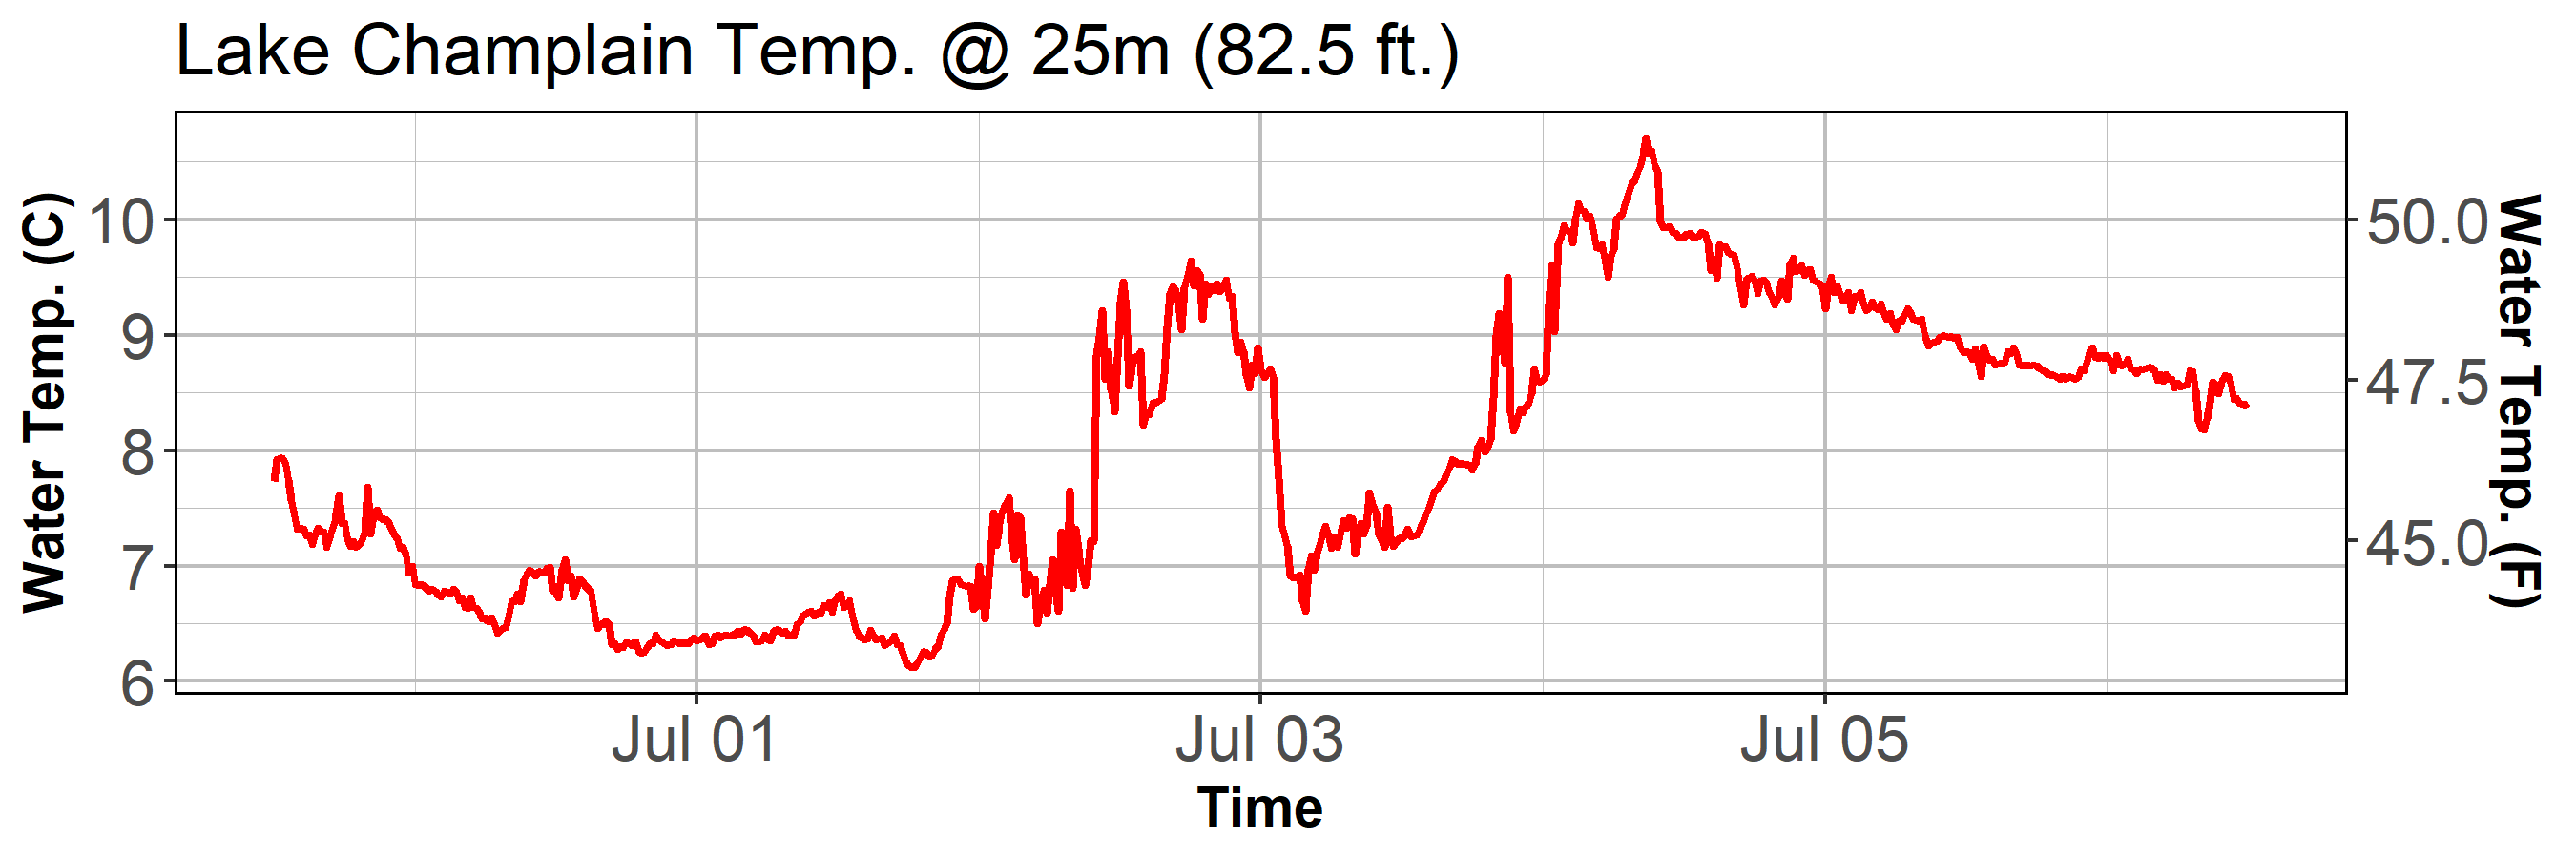 Lake Champlain Temp. @ 25m (82.5 ft.)
Water Temp. (C)
10
9
8
7
6
50.0
47.5
45.0
Water Temp. (F)
Jul 01
Jul 03
Jul 05
Time